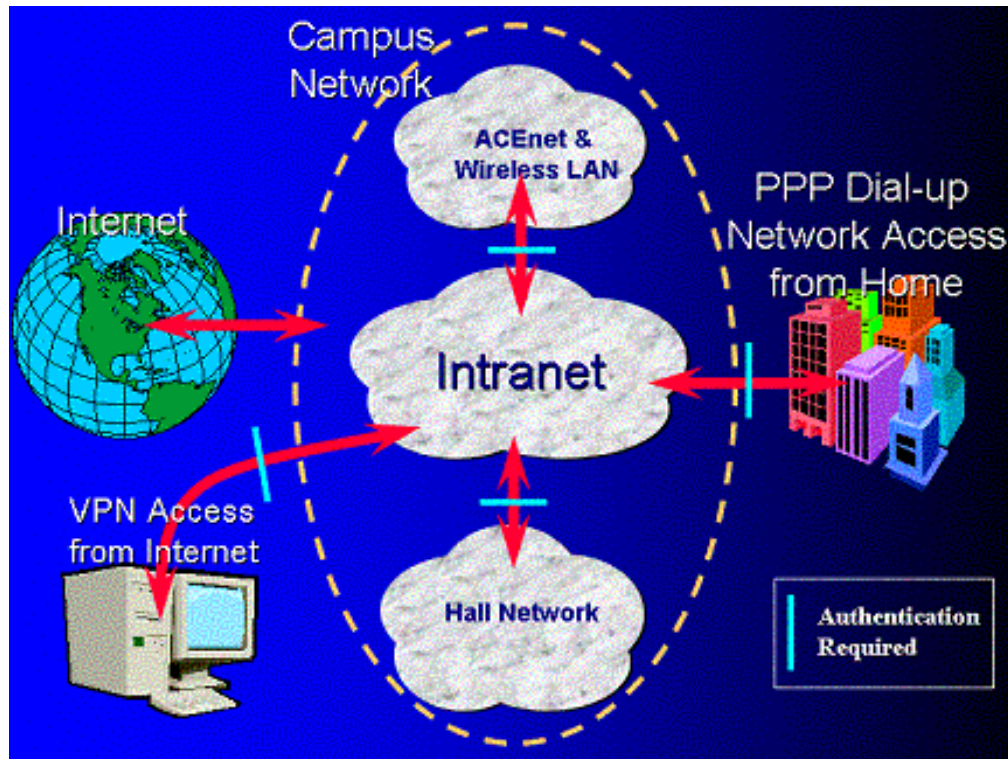 Campus
Network
ACEnet &
Wireless LAN
Internet
PPP Dial-up
Network Access
from Home
Intranet
VPN Access
from Internet
Hall Network
Authentication
Required